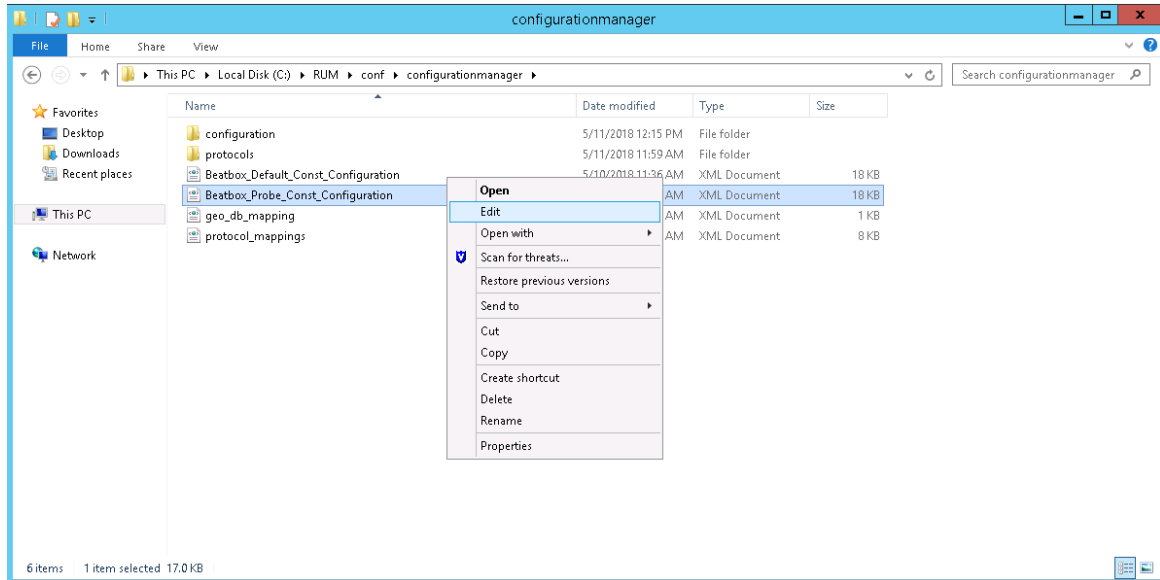 configurationmanager
File Home Share View
This PC Local Disk (C:) RUM conf configurationmanager
Search configurationmanager
Name Date modified Type Size
Favorites
Desktop
Downloads
Recent places
This PC
Network
configuration 5/11/2018 12:15 PM File folder
protocols 5/11/2018 11:59 AM File folder
Beatbox_Default_Const_Configuration 5/10/2018 11:36 AM XML Document 18 KB
Beatbox_Probe_Const_Configuration AM XML Document 18 KB
geo_db_mapping AM XML Document 1 KB
protocol_mappings AM XML Document 8 KB
Open
Edit
Open with
Scan for threats...
Restore previous versions
Send to
Cut
Copy
Create shortcut
Delete
Rename
Properties
6 items 1 item selected 17.0 KB